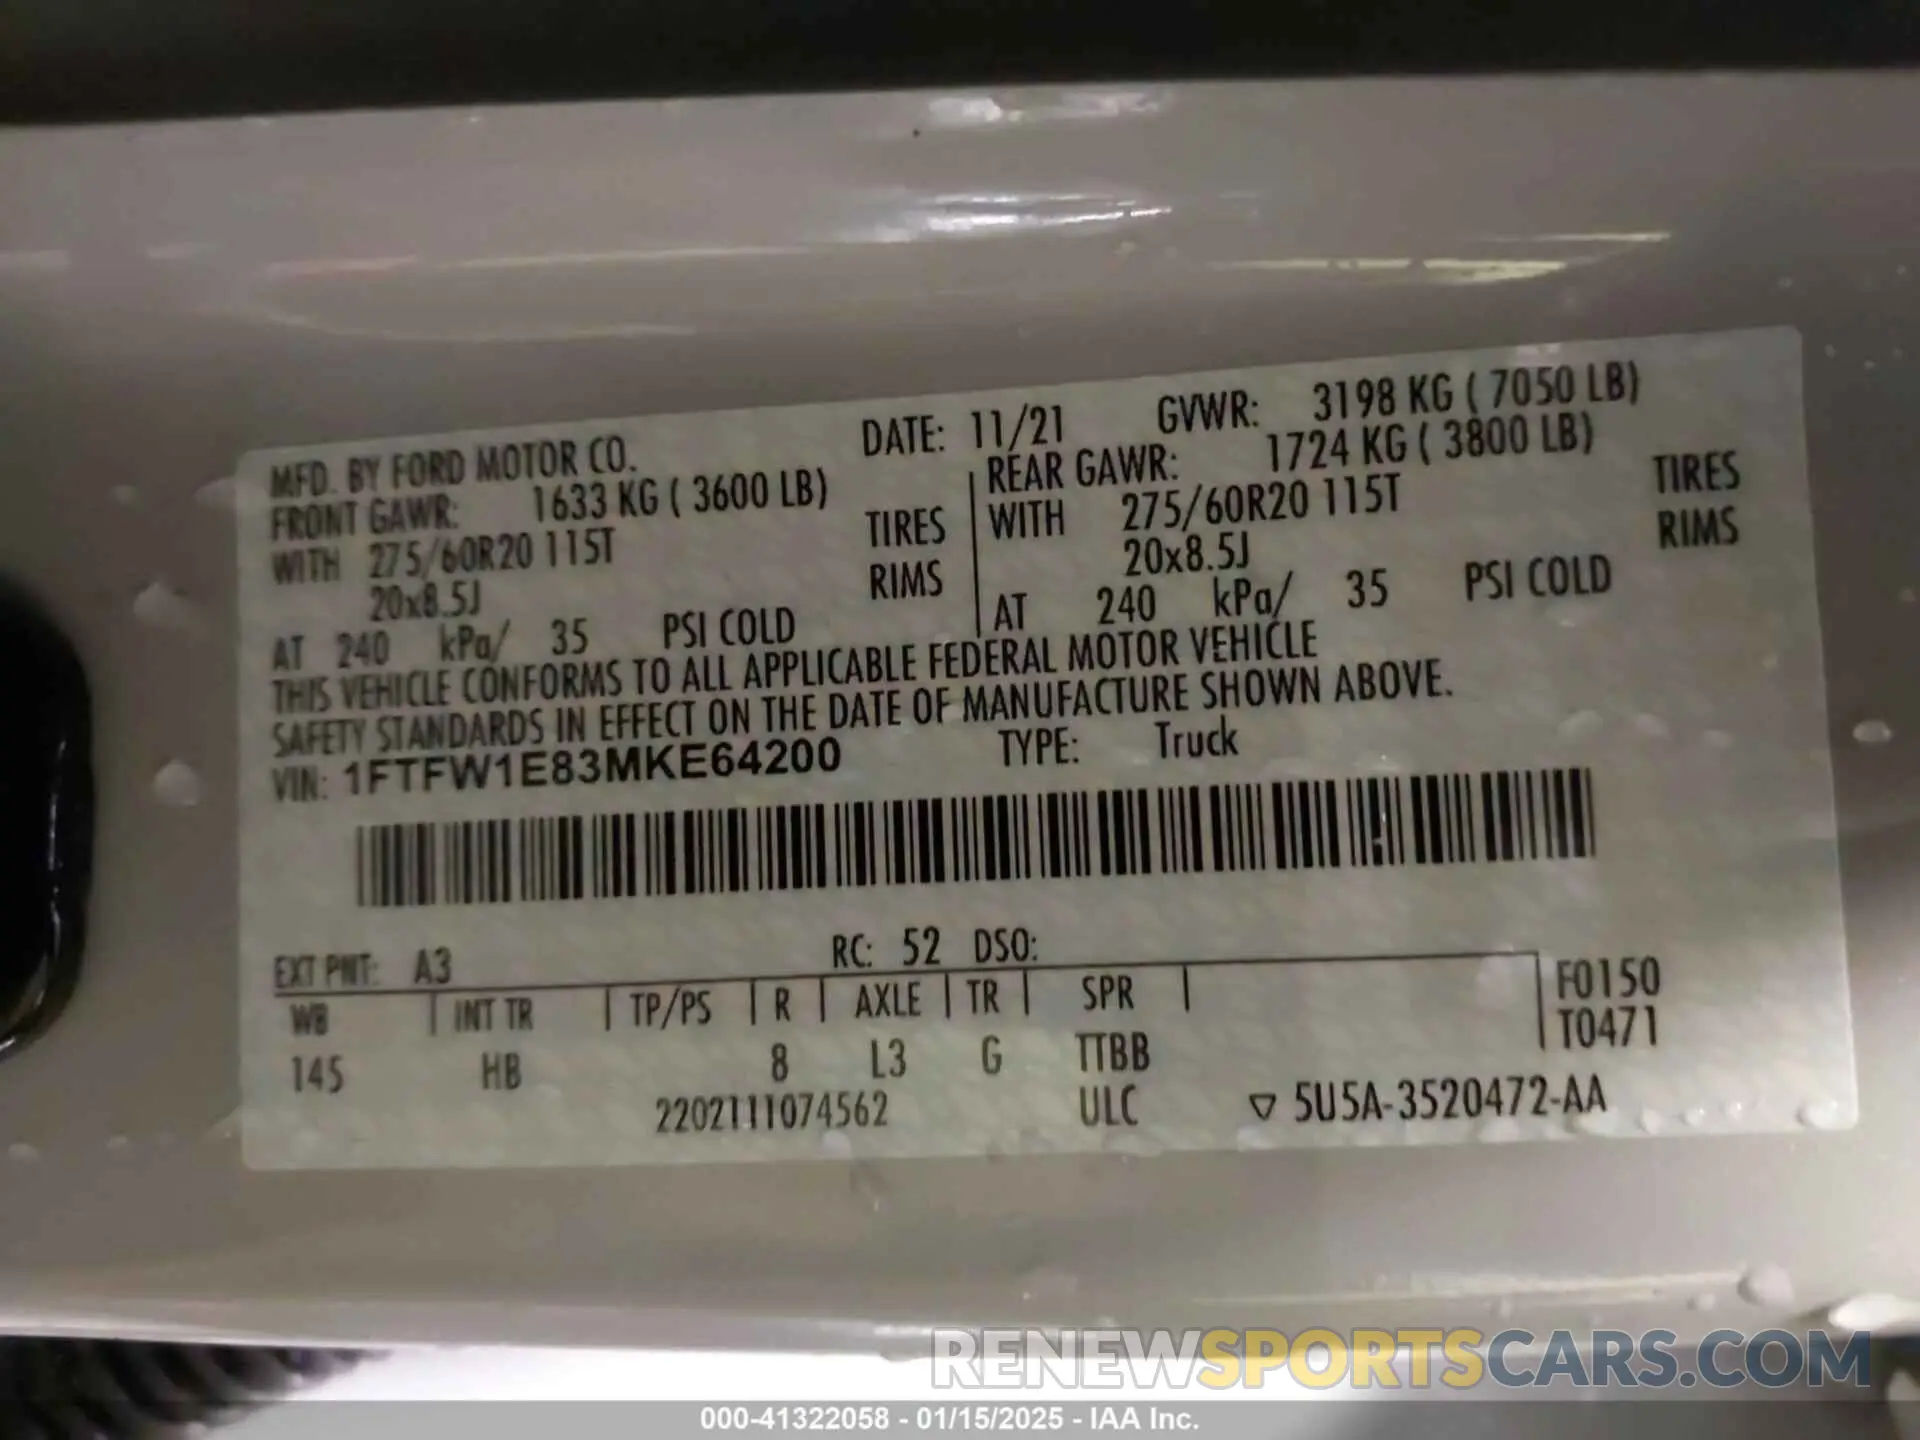 MFD. BY FORD MOTOR CO. DATE: 11/21 GVWR: 3198 KG ( 7050 LB)
FRONT GAWR: 1633 KG ( 3600 LB) REAR GAWR: 1724 KG ( 3800 LB)
WITH 275/60R20 115T TIRES WITH 275/60R20 115T TIRES
20x8.5J RIMS 20x8.5J RIMS
AT 240 kPa/ 35 PSI COLD AT 240 kPa/ 35 PSI COLD
THIS VEHICLE CONFORMS TO ALL APPLICABLE FEDERAL MOTOR VEHICLE
SAFETY STANDARDS IN EFFECT ON THE DATE OF MANUFACTURE SHOWN ABOVE.
VIN: 1FTFW1E83MKE64200 TYPE: Truck
EXT PNT: A3 RC: 52 DSO:
WB INT TR TP/PS R AXLE TR SPR F0150
T0471
145 HB 8 L3 G TTBB
2202111074562 ULC ▽ 5U5A-3520472-AA
RENEWSPORTSCARS.COM
000-41322058 - 01/15/2025 - IAA Inc.